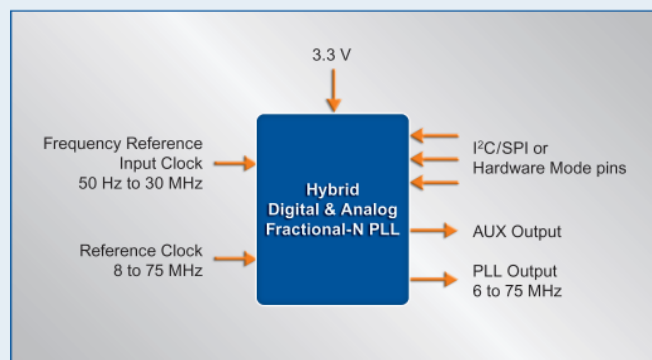 3.3 V
Frequency Reference
Input Clock
50 Hz to 30 MHz
I²C/SPI or
Hardware Mode pins
Hybrid
Digital & Analog
Fractional-N PLL
AUX Output
Reference Clock
8 to 75 MHz
PLL Output
6 to 75 MHz